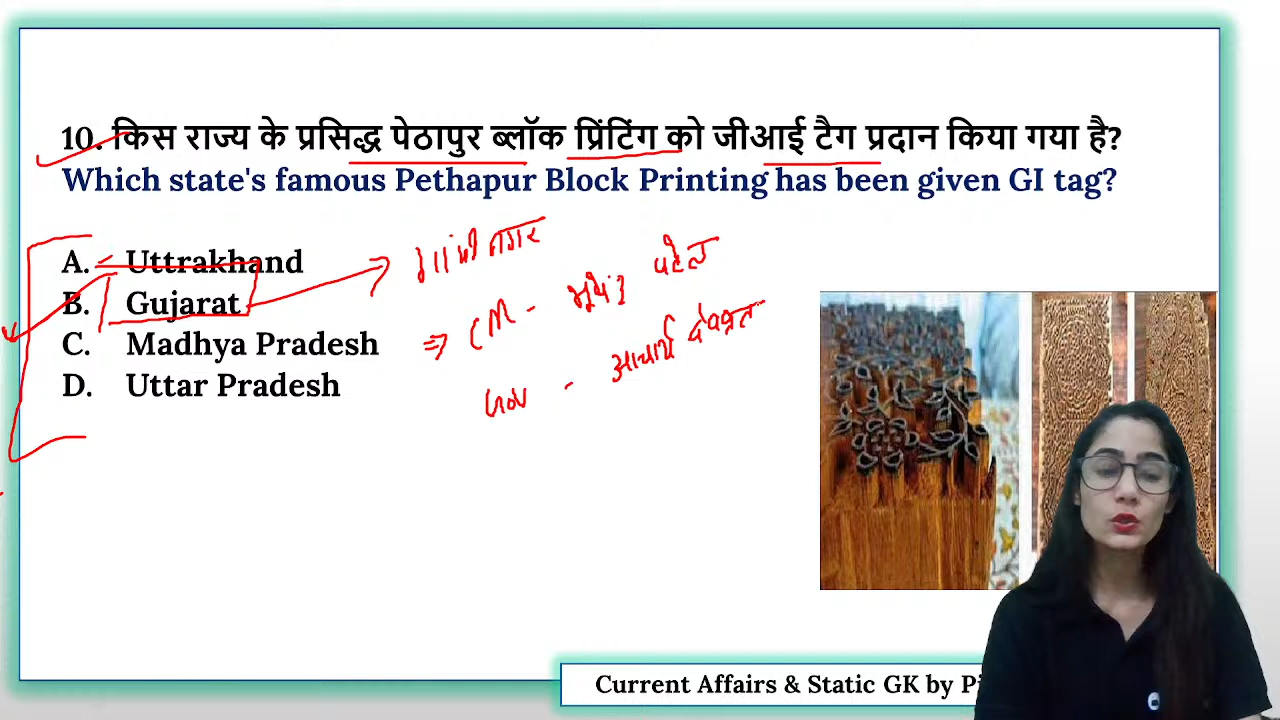 10. किस राज्य के प्रसिद्ध पेठापुर ब्लॉक प्रिंटिंग को जीआई टैग प्रदान किया गया है?
Which state's famous Pethapur Block Printing has been given GI tag?
A. Uttrakhand
B. Gujarat
C. Madhya Pradesh
D. Uttar Pradesh
गांधी नगर
⇒ CM - भूपेंद्र पटेल
Gov - आचार्य देवव्रत
Current Affairs & Static GK by